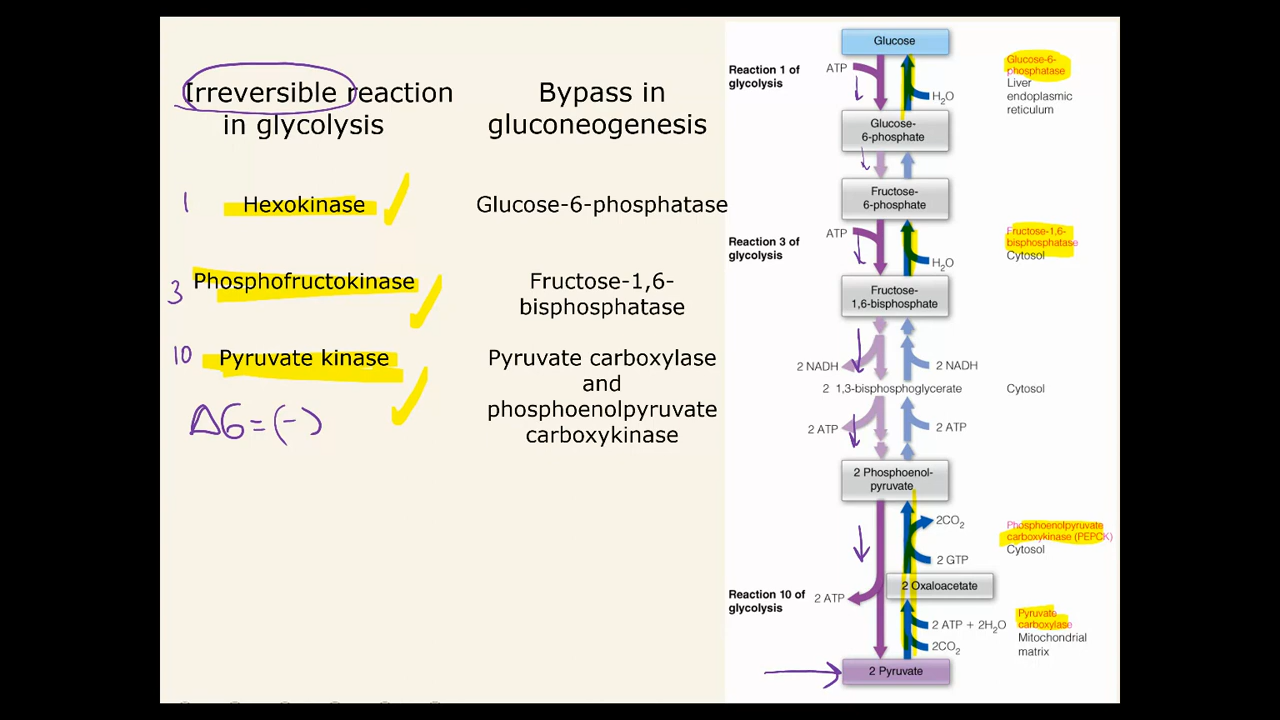 Irreversible reaction
in glycolysis
Bypass in
gluconeogenesis
1
Hexokinase
Glucose-6-phosphatase
3
Phosphofructokinase
Fructose-1,6-
bisphosphatase
10
Pyruvate kinase
Pyruvate carboxylase
and
phosphoenolpyruvate
carboxykinase
ΔG=(-)
Glucose
Reaction 1 of
glycolysis
ATP
H2O
Glucose-6-
phosphatase
Liver
endoplasmic
reticulum
Glucose-
6-phosphate
Fructose-
6-phosphate
Reaction 3 of
glycolysis
ATP
H2O
Fructose-1,6-
bisphosphatase
Cytosol
Fructose-
1,6-bisphosphate
2 NADH
2 NADH
2 1,3-bisphosphoglycerate
Cytosol
2 ATP
2 ATP
2 Phosphoenol-
pyruvate
2CO2
2 GTP
Phosphoenolpyruvate
carboxykinase (PEPCK)
Cytosol
2 Oxaloacetate
Reaction 10 of
glycolysis
2 ATP
2 ATP + 2H2O
2CO2
Pyruvate
carboxylase
Mitochondrial
matrix
2 Pyruvate